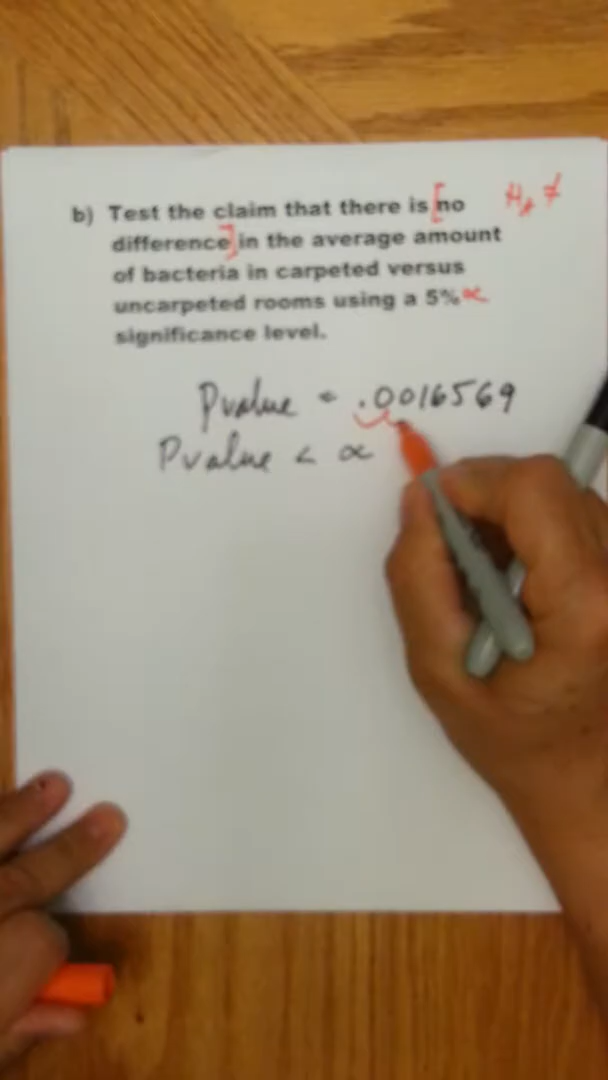 b) Test the claim that there is [no H₁ ≠
difference] in the average amount
of bacteria in carpeted versus
uncarpeted rooms using a 5% ∝
significance level.
Pvalue = .0016569
Pvalue < ∝